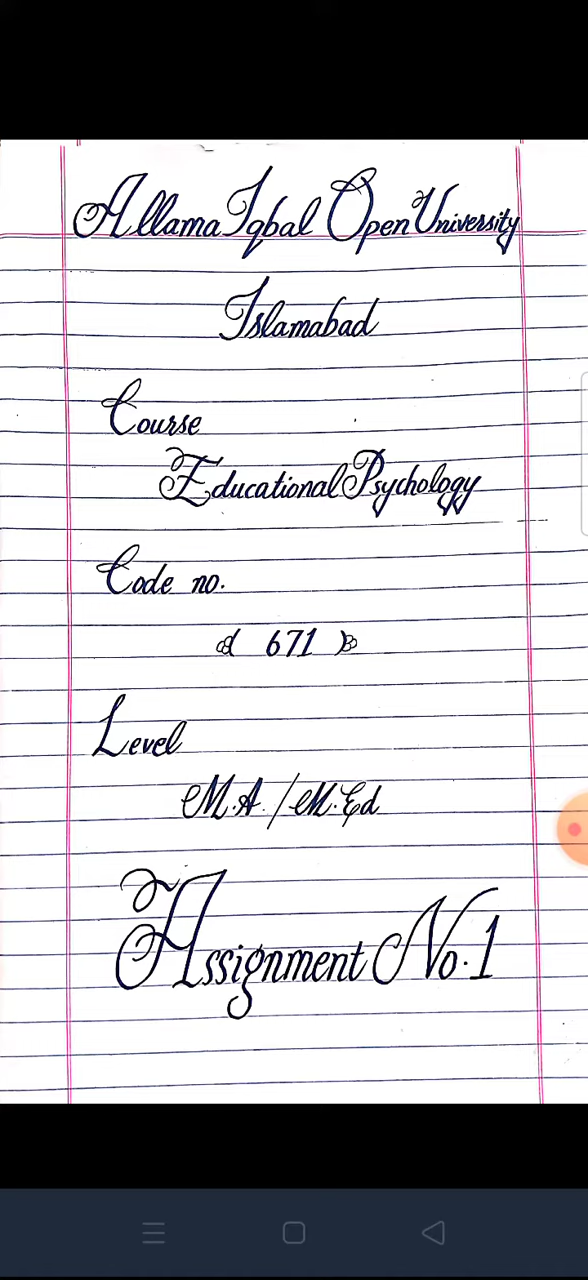 Allama Iqbal Open University
Islamabad
Course
Educational Psychology
Code no.
671
Level
M.A. / M.Ed
Assignment No. 1